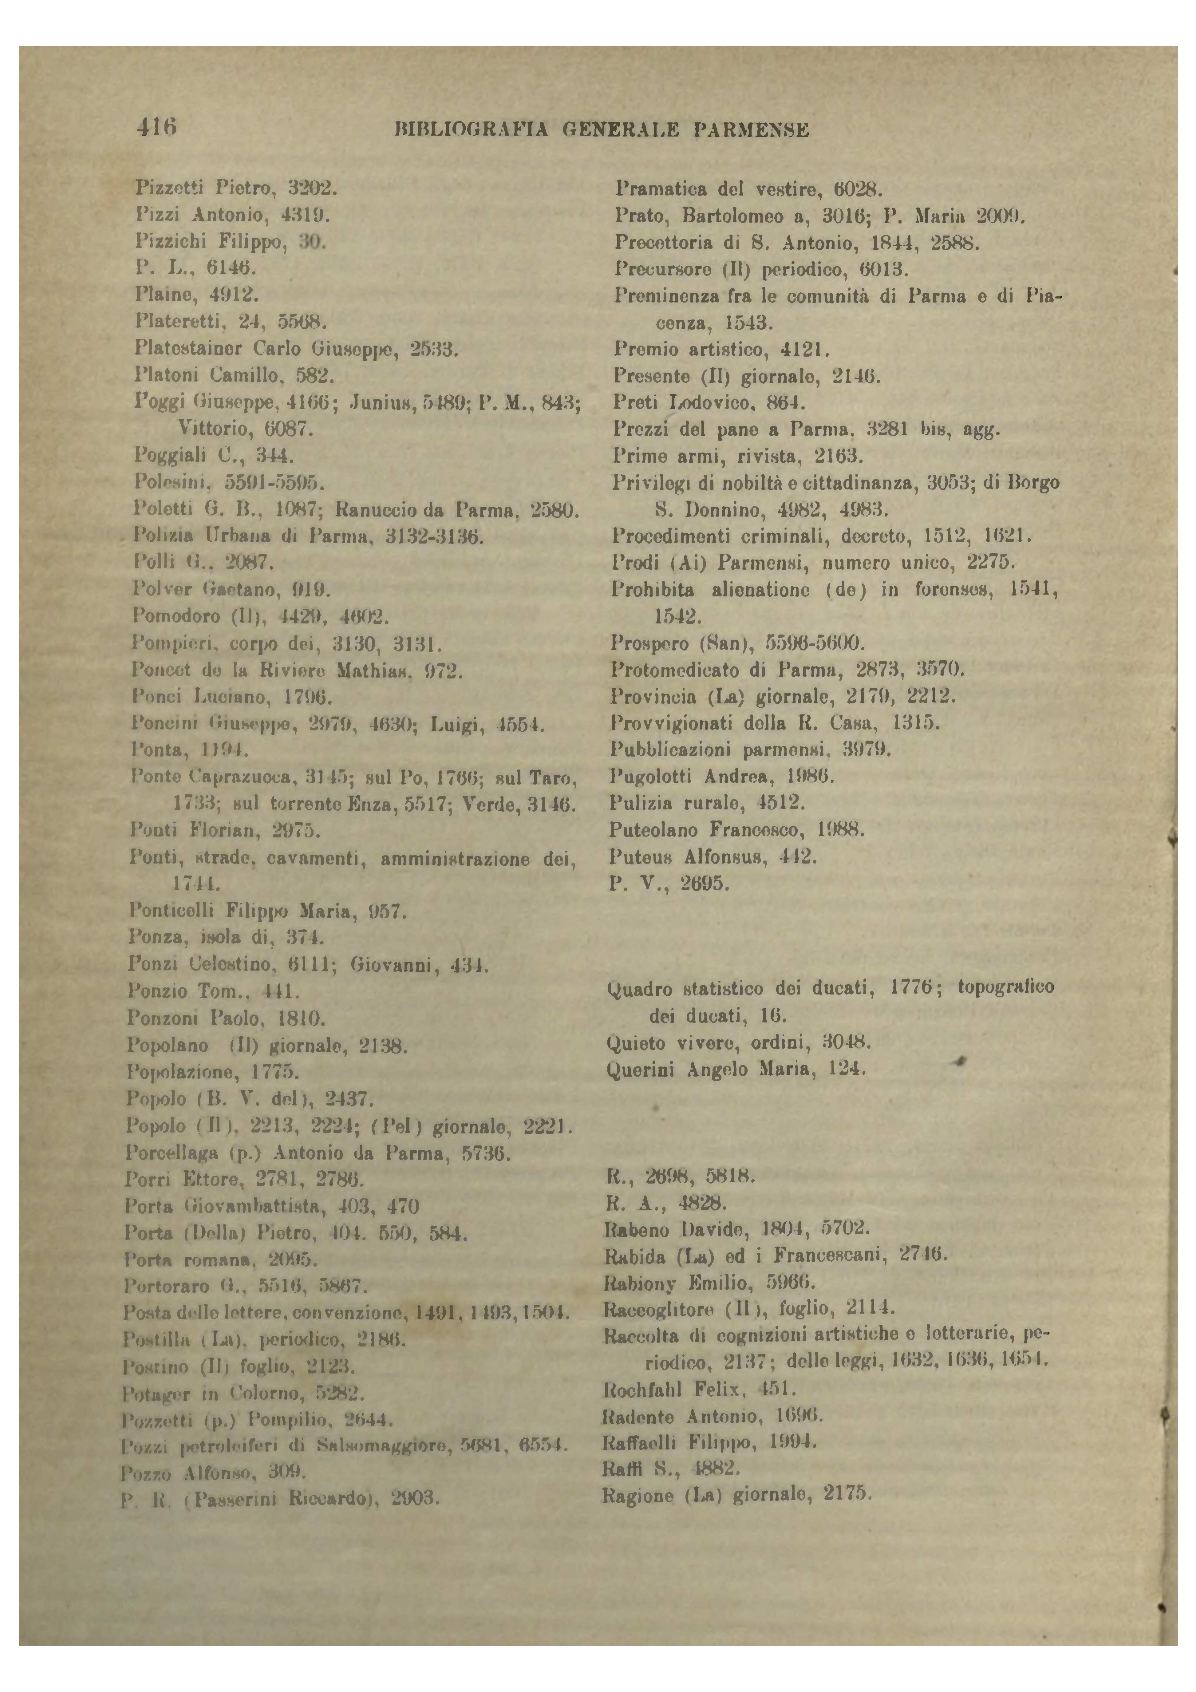 416
BIBLIOGRAFIA GENERALE PARMENSE
Pizzetti Pietro, 3202.
Pizzi Antonio, 4319.
Pizzichi Filippo, 30.
P. L., 6146.
Plaine, 4912.
Plateretti, 24, 5568.
Platestainer Carlo Giuseppe, 2533.
Platoni Camillo, 582.
Poggi Giuseppe, 4166; Junius, 5489; P. M., 843;
Vittorio, 6087.
Poggiali C., 344.
Polesini, 5591-5595.
Poletti G. B., 1087; Ranuccio da Parma, 2580.
Polizia Urbana di Parma, 3132-3136.
Polli G., 2087.
Polver Gaetano, 919.
Pomodoro (Il), 4429, 4602.
Pompieri, corpo dei, 3130, 3131.
Poncet de la Riviere Mathias, 972.
Ponci Luciano, 1796.
Poncini Giuseppe, 2979, 4630; Luigi, 4554.
Ponta, 1194.
Ponte Caprazucca, 3145; sul Po, 1766; sul Taro,
1733; sul torrente Enza, 5517; Verde, 3146.
Ponti Florian, 2975.
Ponti, strade, cavamenti, amministrazione dei,
1744.
Ponticelli Filippo Maria, 957.
Ponza, isola di, 374.
Ponzi Celestino, 6111; Giovanni, 434.
Ponzio Tom., 441.
Ponzoni Paolo, 1810.
Popolano (Il) giornale, 2138.
Popolazione, 1775.
Popolo (B. V. del), 2437.
Popolo (Il), 2213, 2224; (Pel) giornale, 2221.
Porcellaga (p.) Antonio da Parma, 5736.
Porri Ettore, 2781, 2786.
Porta Giovambattista, 403, 470
Porta (Della) Pietro, 404. 550, 584.
Porta romana, 2095.
Portoraro G., 5516, 5867.
Posta delle lettere, convenzione, 1491, 1493, 1504.
Postilla (La), periodico, 2186.
Postino (Il) foglio, 2123.
Potager in Colorno, 5282.
Pozzetti (p.) Pompilio, 2644.
Pozzi petroleiferi di Salsomaggiore, 5681, 6554.
Pozzo Alfonso, 309.
P. R. (Passerini Riccardo), 2903.
Pramatica del vestire, 6028.
Prato, Bartolomeo a, 3016; P. Maria 2009.
Precettoria di S. Antonio, 1844, 2588.
Precursore (Il) periodico, 6013.
Preminenza fra le comunità di Parma e di Pia-
cenza, 1543.
Premio artistico, 4121.
Presente (Il) giornale, 2146.
Preti Lodovico, 864.
Prezzi del pane a Parma, 3281 bis, agg.
Prime armi, rivista, 2163.
Privilegi di nobiltà e cittadinanza, 3053; di Borgo
S. Donnino, 4982, 4983.
Procedimenti criminali, decreto, 1512, 1621.
Prodi (Ai) Parmensi, numero unico, 2275.
Prohibita alienatione (de) in forenses, 1541,
1542.
Prospero (San), 5596-5600.
Protomedicato di Parma, 2873, 3570.
Provincia (La) giornale, 2179, 2212.
Provvigionati della R. Casa, 1315.
Pubblicazioni parmensi, 3979.
Pugolotti Andrea, 1986.
Pulizia rurale, 4512.
Puteolano Francesco, 1988.
Puteus Alfonsus, 442.
P. V., 2695.
Quadro statistico dei ducati, 1776; topografico
dei ducati, 16.
Quieto vivere, ordini, 3048.
Querini Angelo Maria, 124.
R., 2698, 5818.
R. A., 4828.
Rabeno Davide, 1804, 5702.
Rabida (La) ed i Francescani, 2746.
Rabiony Emilio, 5966.
Raccoglitore (Il), foglio, 2114.
Raccolta di cognizioni artistiche e letterarie, pe-
riodico, 2137; delle leggi, 1632, 1636, 1654.
Rochfahl Felix, 451.
Radente Antonio, 1696.
Raffaelli Filippo, 1994.
Raffi S., 4882.
Ragione (La) giornale, 2175.